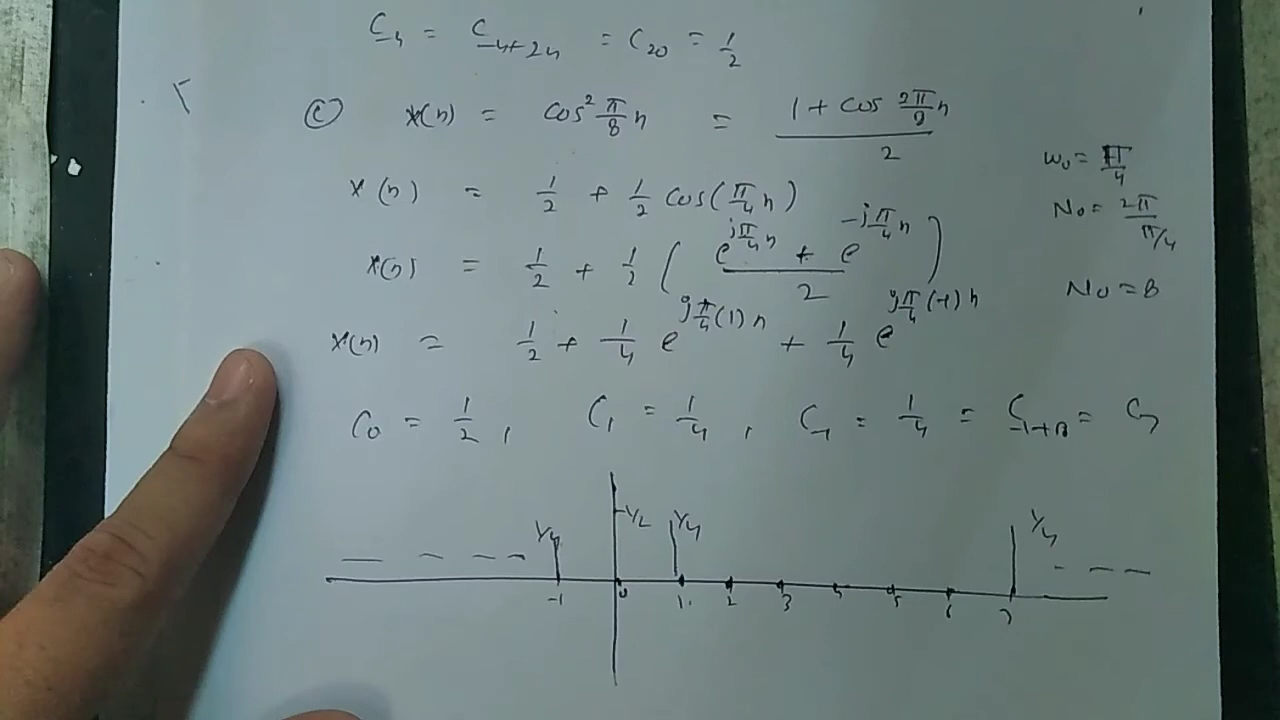 C₋₄ = C₋₄₊₂₄ = C₂₀ = 1/2
(c) x(n) = cos² π/8 n = (1 + cos 2π/8 n)/2
ω₀ = π/4
x(n) = 1/2 + 1/2 cos(π/4 n)
N₀ = 2π/(π/4)
x(n) = 1/2 + 1/2 ( (e^(jπ/4 n) + e^(-jπ/4 n))/2 )
N₀ = 8
x(n) = 1/2 + 1/4 e^(jπ/4 (1) n) + 1/4 e^(jπ/4 (-1) n)
C₀ = 1/2, C₁ = 1/4, C₋₁ = 1/4 = C₋₁₊₈ = C₇
1/4 1/2 1/4 1/4
-1 0 1 2 3 4 5 6 7